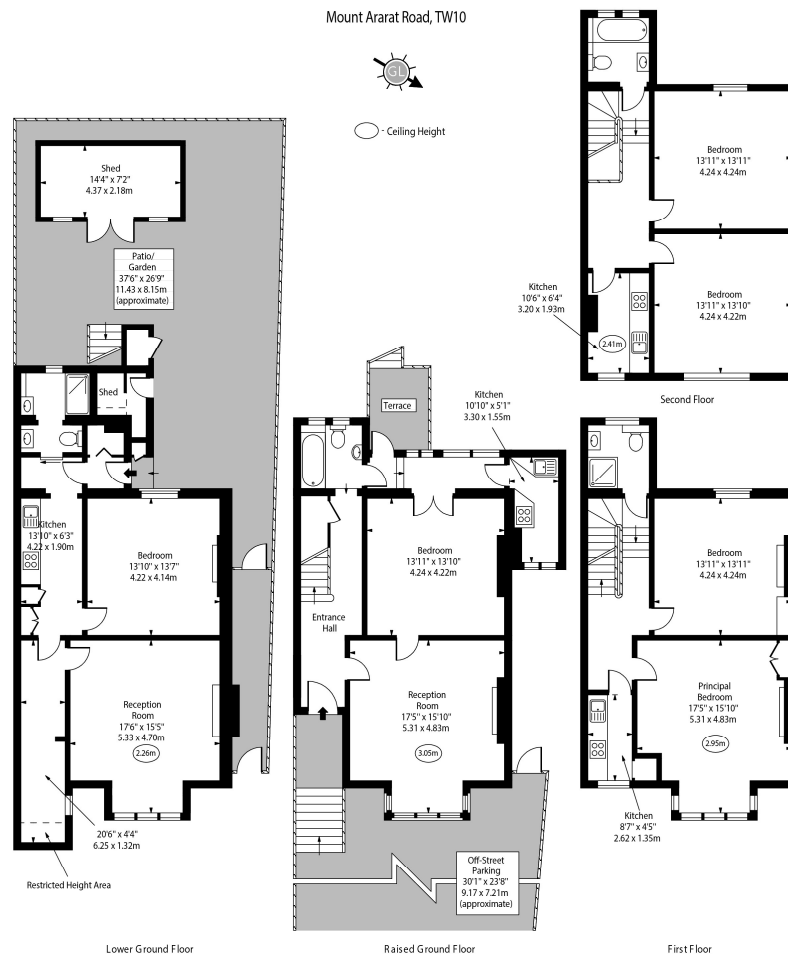 Mount Ararat Road, TW10
GL
- Ceiling Height
Shed
14'4" x 7'2"
4.37 x 2.18m
Patio/
Garden
37'6" x 26'9"
11.43 x 8.15m
(approximate)
Shed
Kitchen
13'10" x 6'3"
4.22 x 1.90m
Bedroom
13'10" x 13'7"
4.22 x 4.14m
Reception
Room
17'6" x 15'5"
5.33 x 4.70m
2.26m
20'6" x 4'4"
6.25 x 1.32m
Restricted Height Area
Lower Ground Floor
Terrace
Kitchen
10'10" x 5'1"
3.30 x 1.55m
Bedroom
13'11" x 13'10"
4.24 x 4.22m
Entrance
Hall
Reception
Room
17'5" x 15'10"
5.31 x 4.83m
3.05m
Off-Street
Parking
30'1" x 23'8"
9.17 x 7.21m
(approximate)
Raised Ground Floor
Bedroom
13'11" x 13'11"
4.24 x 4.24m
Bedroom
13'11" x 13'10"
4.24 x 4.22m
Kitchen
10'6" x 6'4"
3.20 x 1.93m
2.41m
Second Floor
Bedroom
13'11" x 13'11"
4.24 x 4.24m
Principal
Bedroom
17'5" x 15'10"
5.31 x 4.83m
2.95m
Kitchen
8'7" x 4'5"
2.62 x 1.35m
First Floor